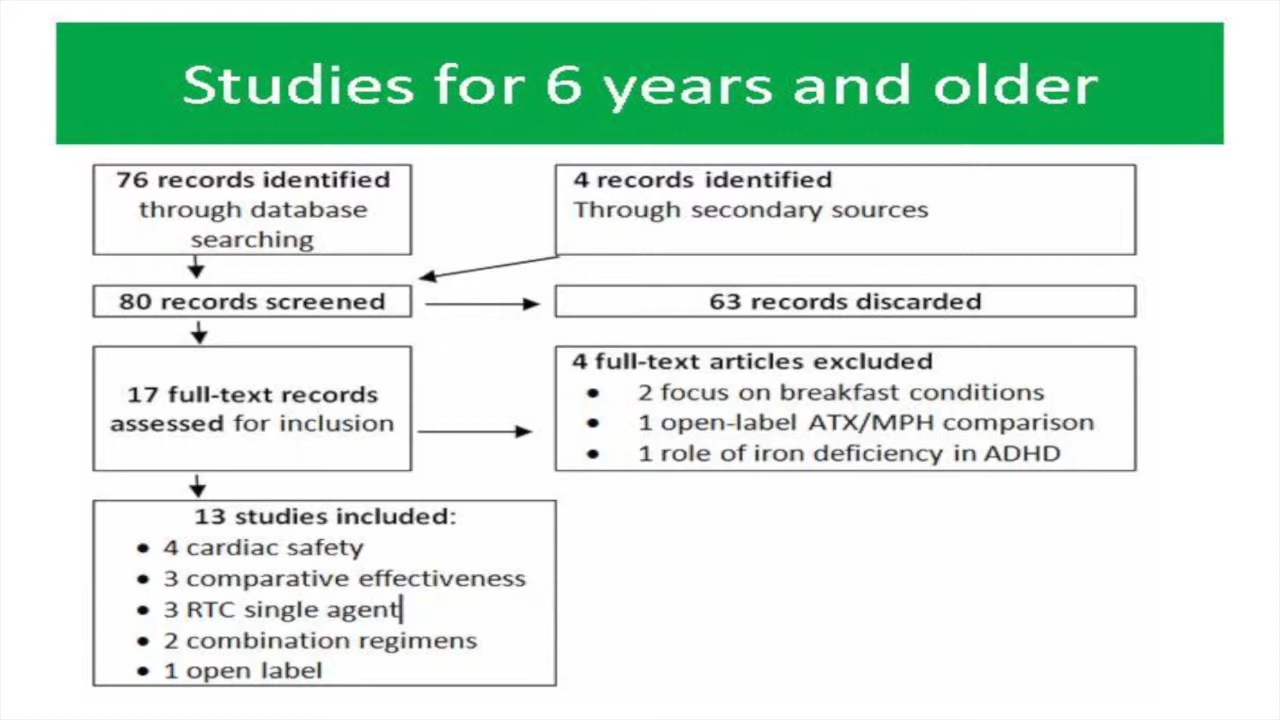 Studies for 6 years and older
76 records identified
through database
searching
4 records identified
Through secondary sources
80 records screened
63 records discarded
17 full-text records
assessed for inclusion
4 full-text articles excluded
• 2 focus on breakfast conditions
• 1 open-label ATX/MPH comparison
• 1 role of iron deficiency in ADHD
13 studies included:
• 4 cardiac safety
• 3 comparative effectiveness
• 3 RTC single agent
• 2 combination regimens
• 1 open label